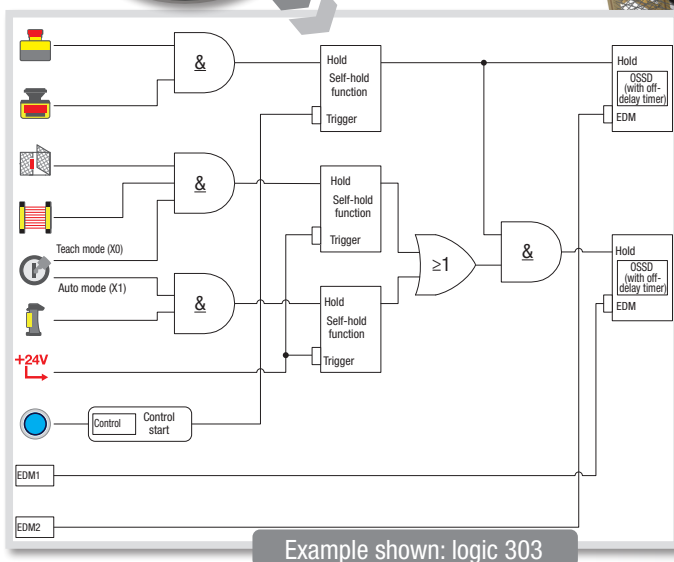 &
Hold
Self-hold
function
Trigger
Hold
OSSD
(with off-
delay timer)
EDM
&
Hold
Self-hold
function
Trigger
Teach mode (X0)
Auto mode (X1)
&
≥1
&
Hold
OSSD
(with off-
delay timer)
EDM
Hold
Self-hold
function
Trigger
+24V
Control
Control
start
EDM1
EDM2
Example shown: logic 303